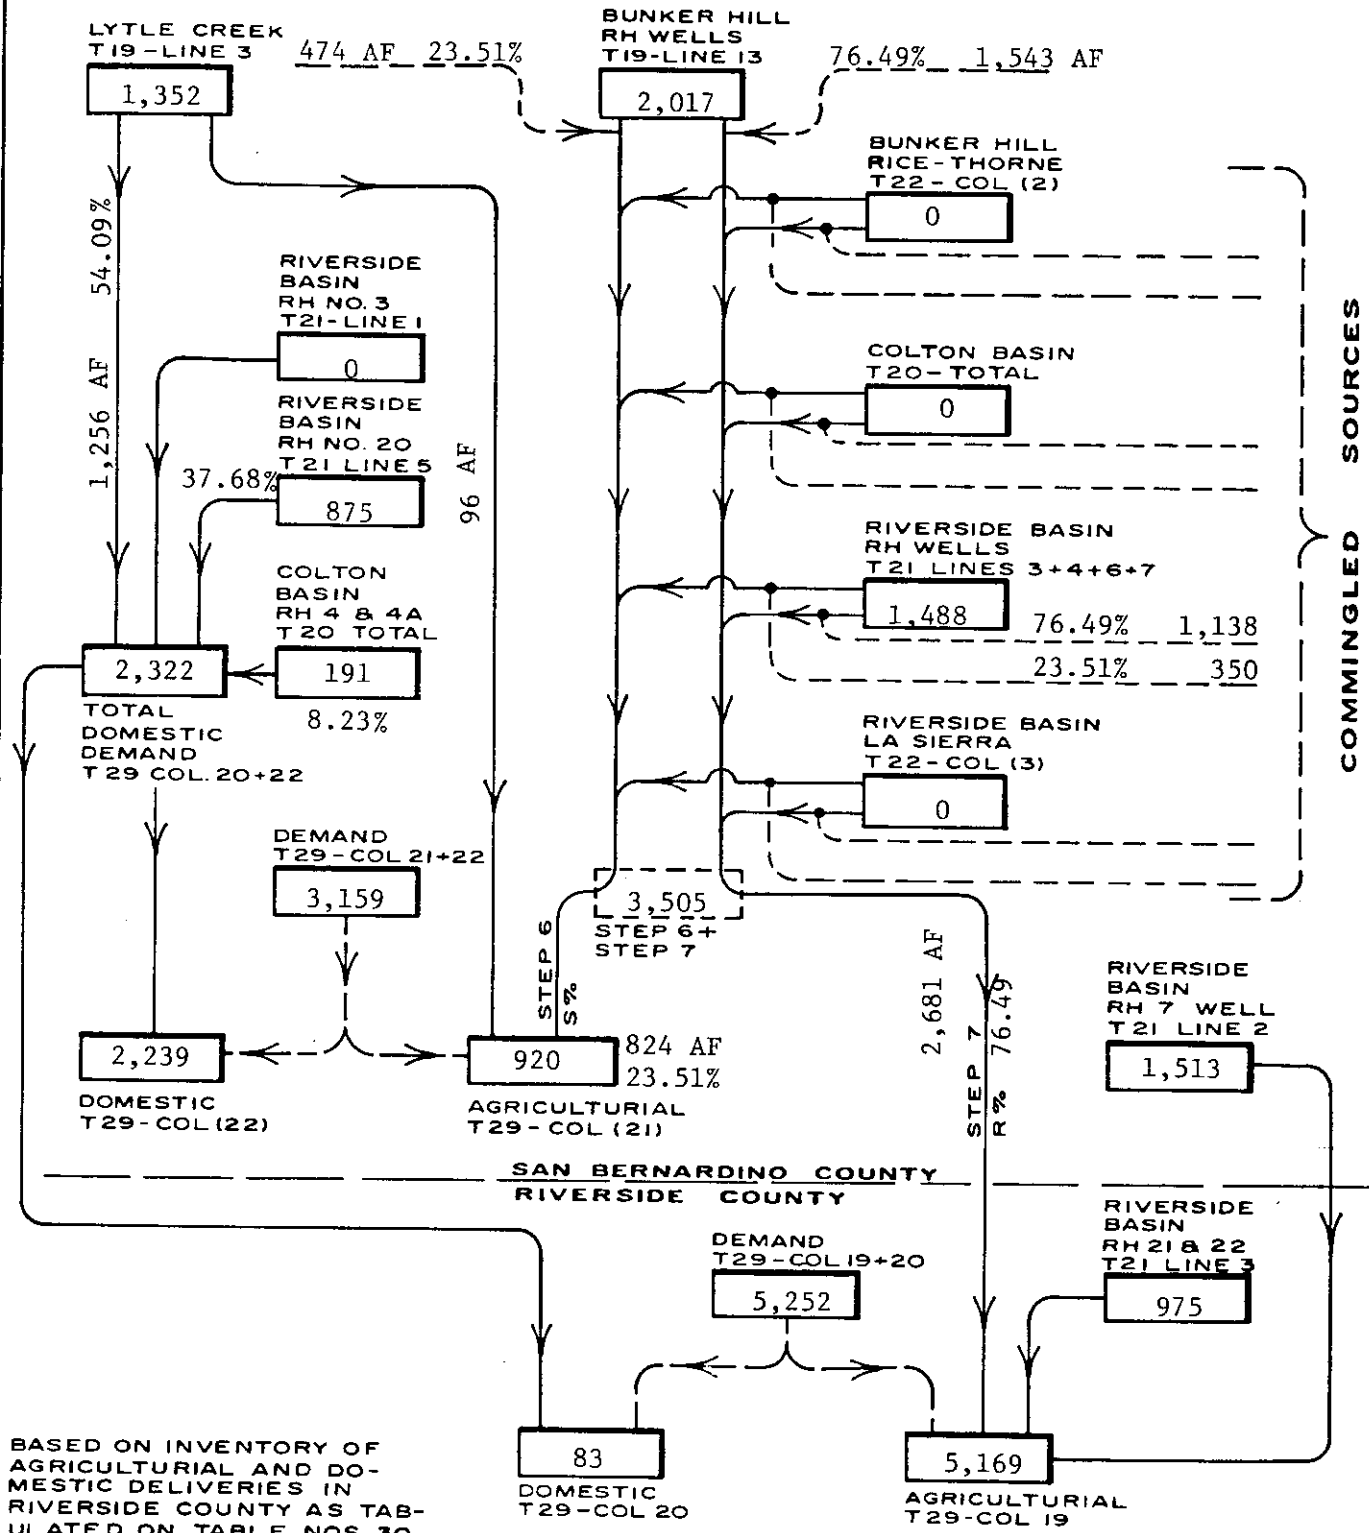 LYTLE CREEK
T19-LINE 3
1,352
474 AF 23.51%
BUNKER HILL
RH WELLS
T19-LINE 13
2,017
76.49% 1,543 AF
BUNKER HILL
RICE-THORNE
T22-COL (2)
0
54.09%
1,256 AF
RIVERSIDE
BASIN
RH NO. 3
T21-LINE 1
0
COLTON BASIN
T20-TOTAL
0
COMMINGLED SOURCES
RIVERSIDE
BASIN
RH NO. 20
T21 LINE 5
37.68%
875
96 AF
RIVERSIDE BASIN
RH WELLS
T21 LINES 3+4+6+7
1,488
76.49% 1,138
23.51% 350
COLTON
BASIN
RH 4 & 4A
T20 TOTAL
191
8.23%
2,322
TOTAL
DOMESTIC
DEMAND
T29 COL. 20+22
RIVERSIDE BASIN
LA SIERRA
T22-COL (3)
0
DEMAND
T29-COL 21+22
3,159
3,505
STEP 6+
STEP 7
STEP 6
S%
2,681 AF
STEP 7
R% 76.49
RIVERSIDE
BASIN
RH 7 WELL
T21 LINE 2
1,513
2,239
DOMESTIC
T29-COL (22)
920
824 AF
23.51%
AGRICULTURIAL
T29-COL (21)
SAN BERNARDINO COUNTY
RIVERSIDE COUNTY
RIVERSIDE
BASIN
RH 21 & 22
T21 LINE 3
975
DEMAND
T29-COL 19+20
5,252
83
DOMESTIC
T29-COL 20
5,169
AGRICULTURIAL
T29-COL 19
BASED ON INVENTORY OF
AGRICULTURIAL AND DO-
MESTIC DELIVERIES IN
RIVERSIDE COUNTY AS TAB-
ULATED ON TABLE NOS. 30